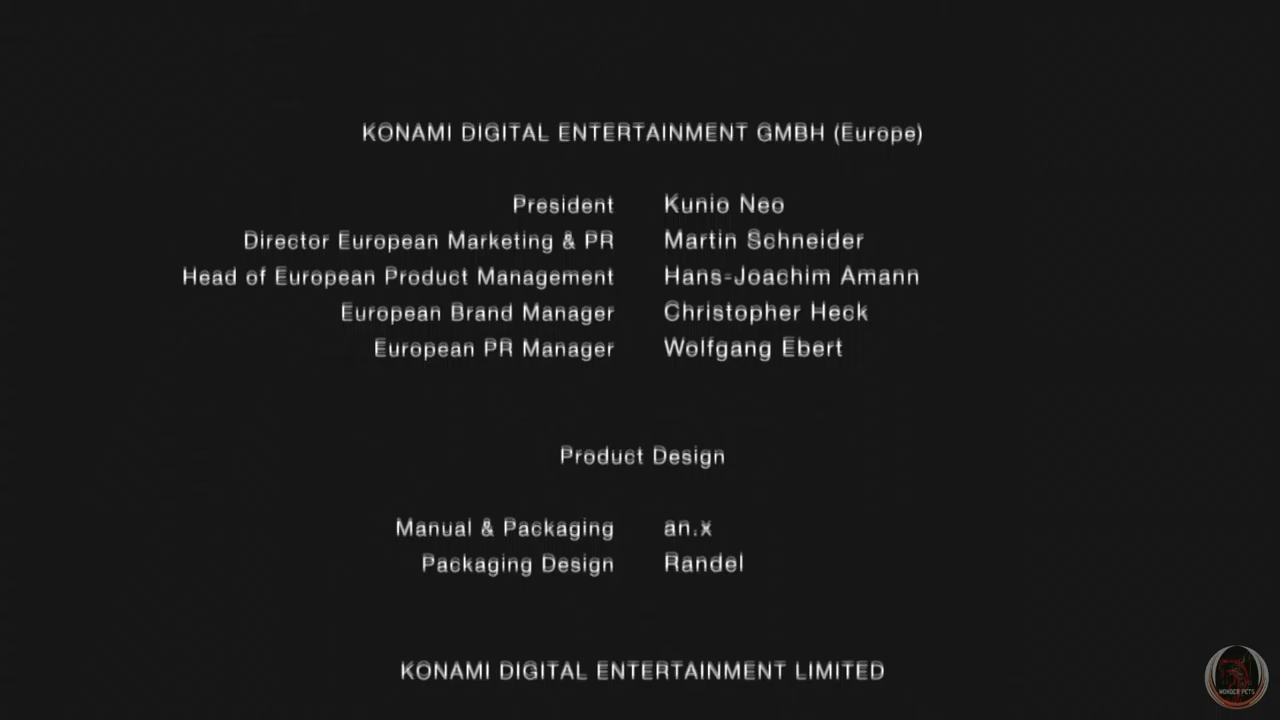 KONAMI DIGITAL ENTERTAINMENT GMBH (Europe)
President Kunio Neo
Director European Marketing & PR Martin Schneider
Head of European Product Management Hans-Joachim Amann
European Brand Manager Christopher Heck
European PR Manager Wolfgang Ebert
Product Design
Manual & Packaging an.x
Packaging Design Randel
KONAMI DIGITAL ENTERTAINMENT LIMITED
WONDER PETS